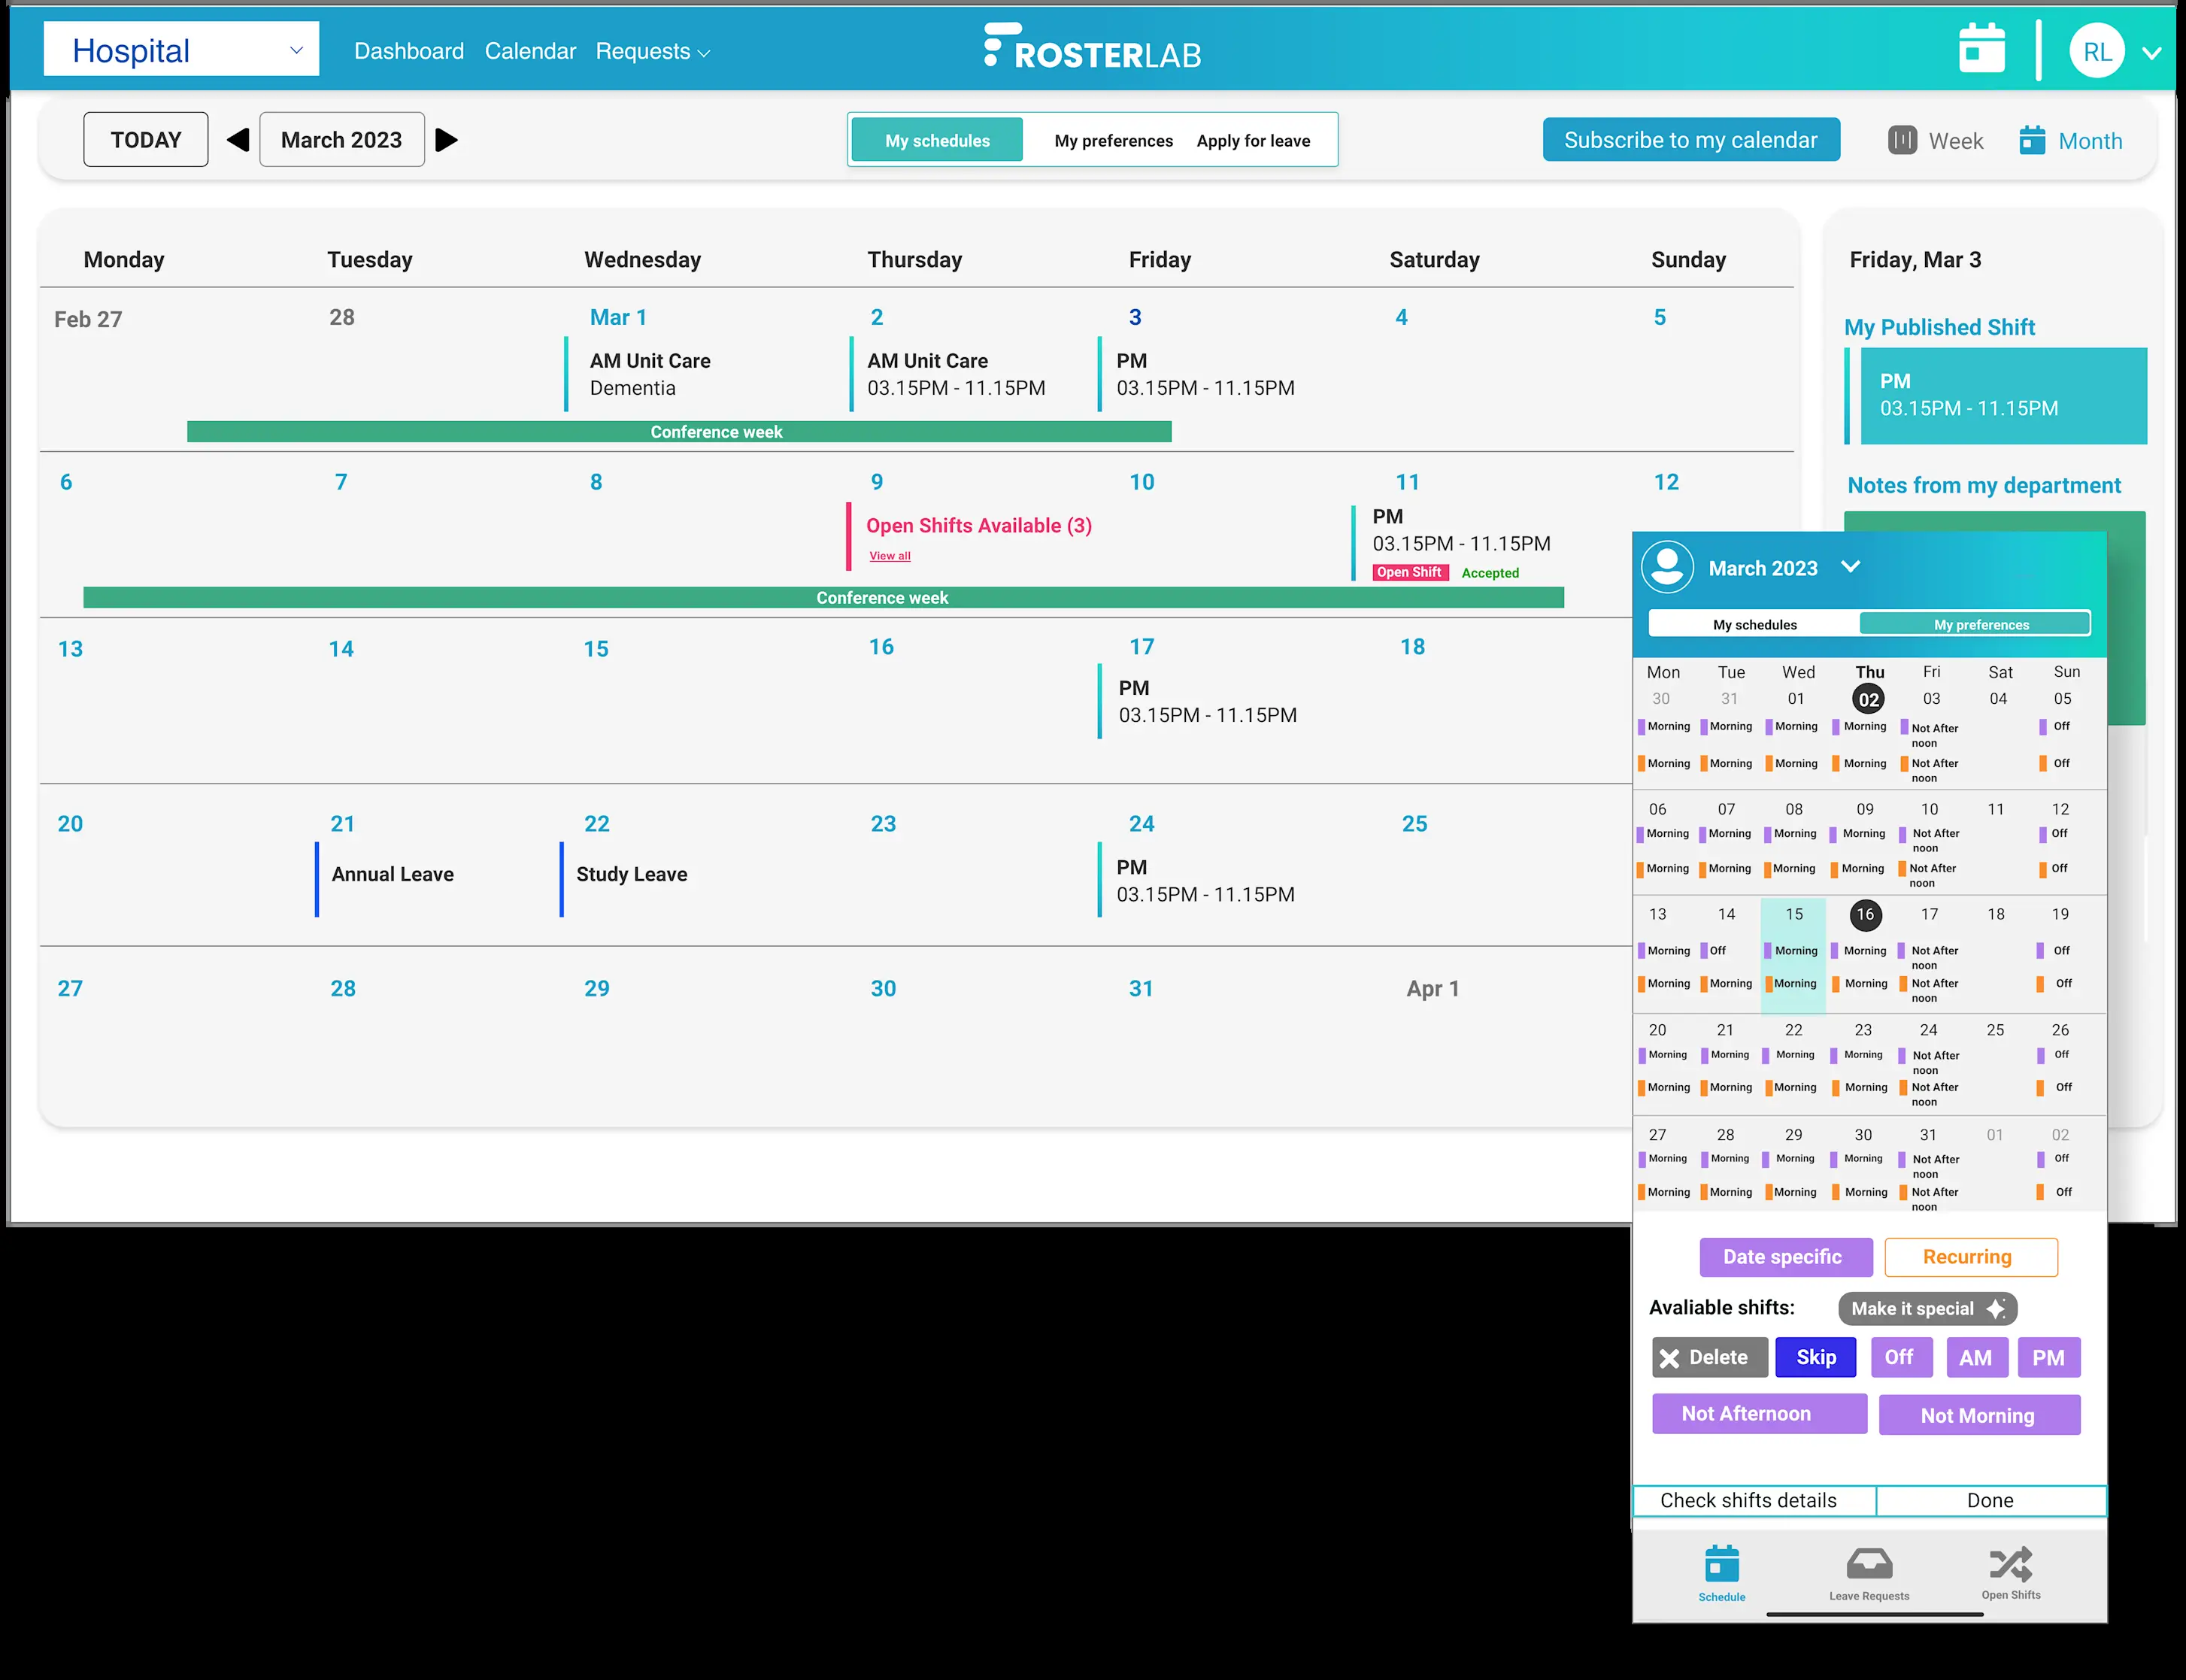 Hospital
Dashboard Calendar Requests
ROSTERLAB
RL
TODAY
March 2023
My schedules My preferences Apply for leave
Subscribe to my calendar
Week
Month
Monday Tuesday Wednesday Thursday Friday Saturday Sunday
Feb 27 28 Mar 1 2 3 4 5
AM Unit Care
Dementia
AM Unit Care
03.15PM - 11.15PM
PM
03.15PM - 11.15PM
Conference week
6 7 8 9 10 11 12
Open Shifts Available (3)
View all
PM
03.15PM - 11.15PM
Open Shift Accepted
Conference week
13 14 15 16 17 18
PM
03.15PM - 11.15PM
20 21 22 23 24 25
Annual Leave
Study Leave
PM
03.15PM - 11.15PM
27 28 29 30 31 Apr 1
Friday, Mar 3
My Published Shift
PM
03.15PM - 11.15PM
Notes from my department
March 2023
My schedules My preferences
Mon Tue Wed Thu Fri Sat Sun
30 31 01 02 03 04 05
Morning Morning Morning Morning Not After noon Off
Morning Morning Morning Morning Not After noon Off
06 07 08 09 10 11 12
Morning Morning Morning Morning Not After noon Off
Morning Morning Morning Morning Not After noon Off
13 14 15 16 17 18 19
Morning Off Morning Morning Not After noon Off
Morning Morning Morning Morning Not After noon Off
20 21 22 23 24 25 26
Morning Morning Morning Morning Not After noon Off
Morning Morning Morning Morning Not After noon Off
27 28 29 30 31 01 02
Morning Morning Morning Morning Not After noon Off
Morning Morning Morning Morning Not After noon Off
Date specific Recurring
Avaliable shifts: Make it special
Delete Skip Off AM PM
Not Afternoon Not Morning
Check shifts details Done
Schedule Leave Requests Open Shifts